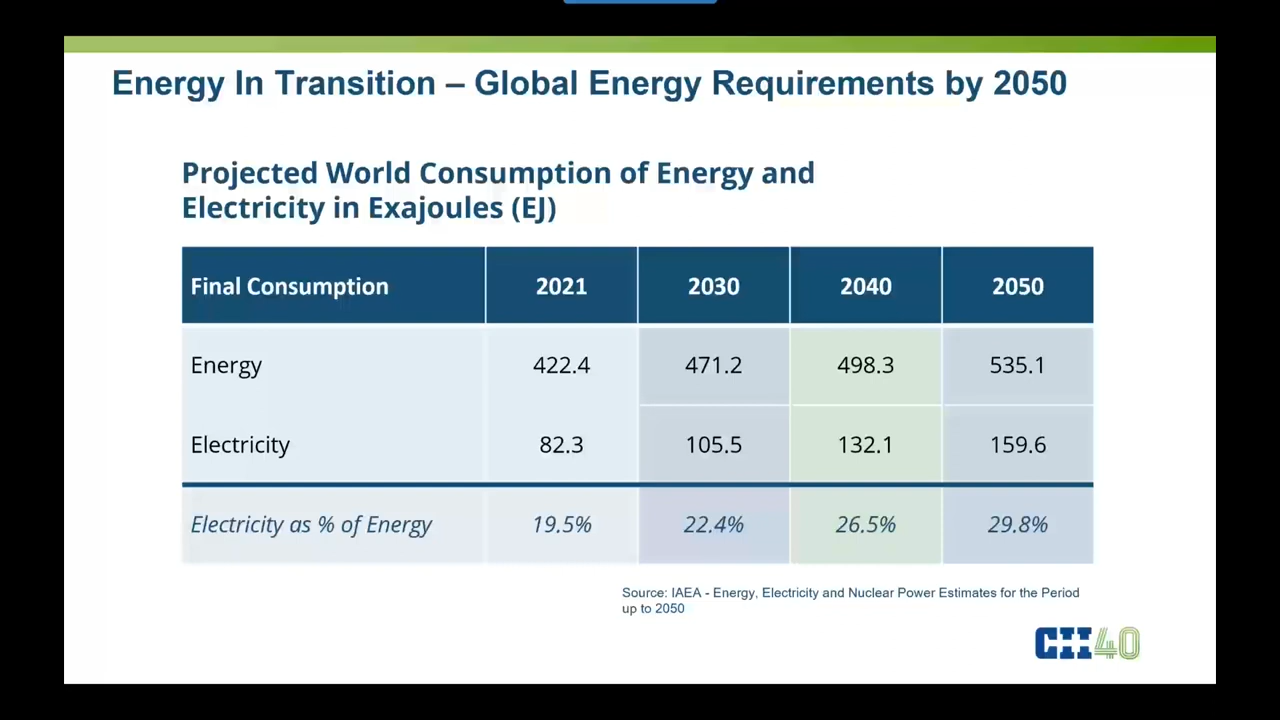 Energy In Transition – Global Energy Requirements by 2050
Projected World Consumption of Energy and
Electricity in Exajoules (EJ)
Final Consumption 2021 2030 2040 2050
Energy 422.4 471.2 498.3 535.1
Electricity 82.3 105.5 132.1 159.6
Electricity as % of Energy 19.5% 22.4% 26.5% 29.8%
Source: IAEA - Energy, Electricity and Nuclear Power Estimates for the Period
up to 2050
CII40